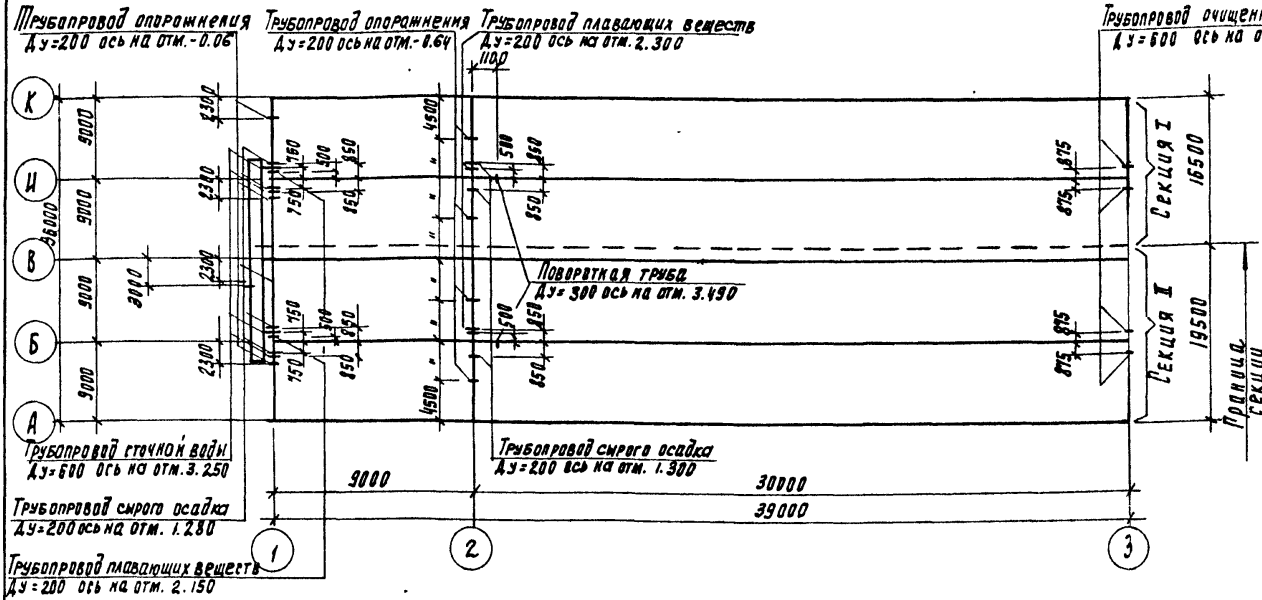 Трубопровод опорожнения
Ду=200 ось на отм.-0.06
Трубопровод опорожнения
Ду=200 ось на отм.-0.64
Трубопровод плавающих веществ
Ду=200 ось на отм. 2.300
1100
Ду=600
К
И
В
Б
А
36000
9000
9000
9000
9000
3000
2300
2300
2300
2300
760
500
850
750
850
750
500
850
750
850
4500
"
"
"
"
"
"
4500
500
850
850
500
850
850
Поворотная труба
Ду=300 ось на отм. 3.490
875
875
875
875
Секция I
16500
Секция II
19500
Граница
секции
Трубопровод сточной воды
Ду=600 ось на отм. 3.250
Трубопровод сырого осадка
Ду=200 ось на отм. 1.280
Трубопровод плавающих веществ
Ду=200 ось на отм. 2.150
Трубопровод сырого осадка
Ду=200 ось на отм. 1.300
9000
30000
39000
1
2
3